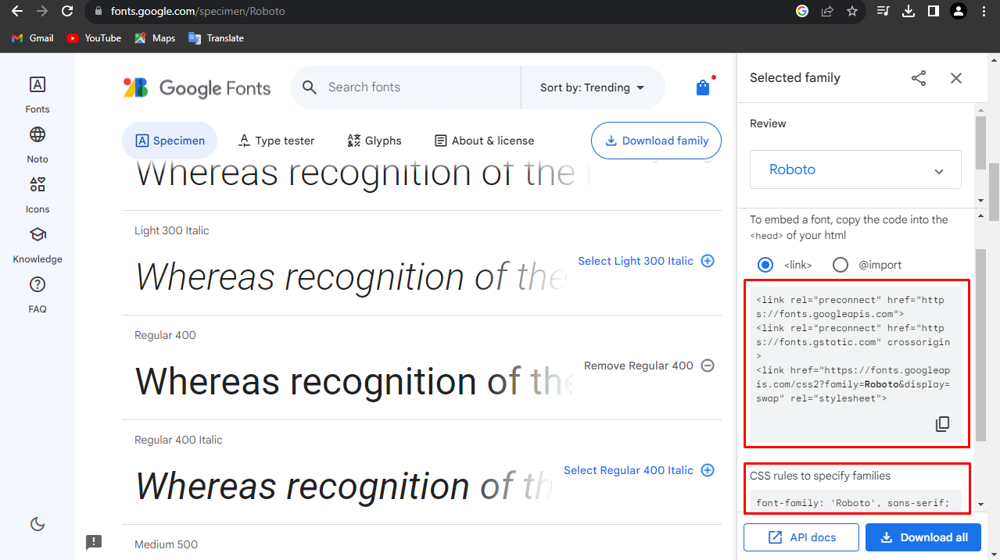 fonts.google.com/specimen/Roboto
Gmail
YouTube
Maps
Translate
Fonts
Noto
Icons
Knowledge
FAQ
Google Fonts
Search fonts
Sort by: Trending
Specimen
Type tester
Glyphs
About & license
Download family
Whereas recognition of the
Light 300 Italic
Whereas recognition of the
Select Light 300 Italic
Regular 400
Whereas recognition of the
Remove Regular 400
Regular 400 Italic
Whereas recognition of th
Select Regular 400 Italic
Medium 500
Selected family
Review
Roboto
To embed a font, copy the code into the
<head> of your html
<link>
@import
<link rel="preconnect" href="http
s://fonts.googleapis.com">
<link rel="preconnect" href="http
s://fonts.gstatic.com" crossorigin
>
<link href="https://fonts.googleap
is.com/css2?family=Roboto&display=
swap" rel="stylesheet">
CSS rules to specify families
font-family: 'Roboto', sans-serif;
API docs
Download all